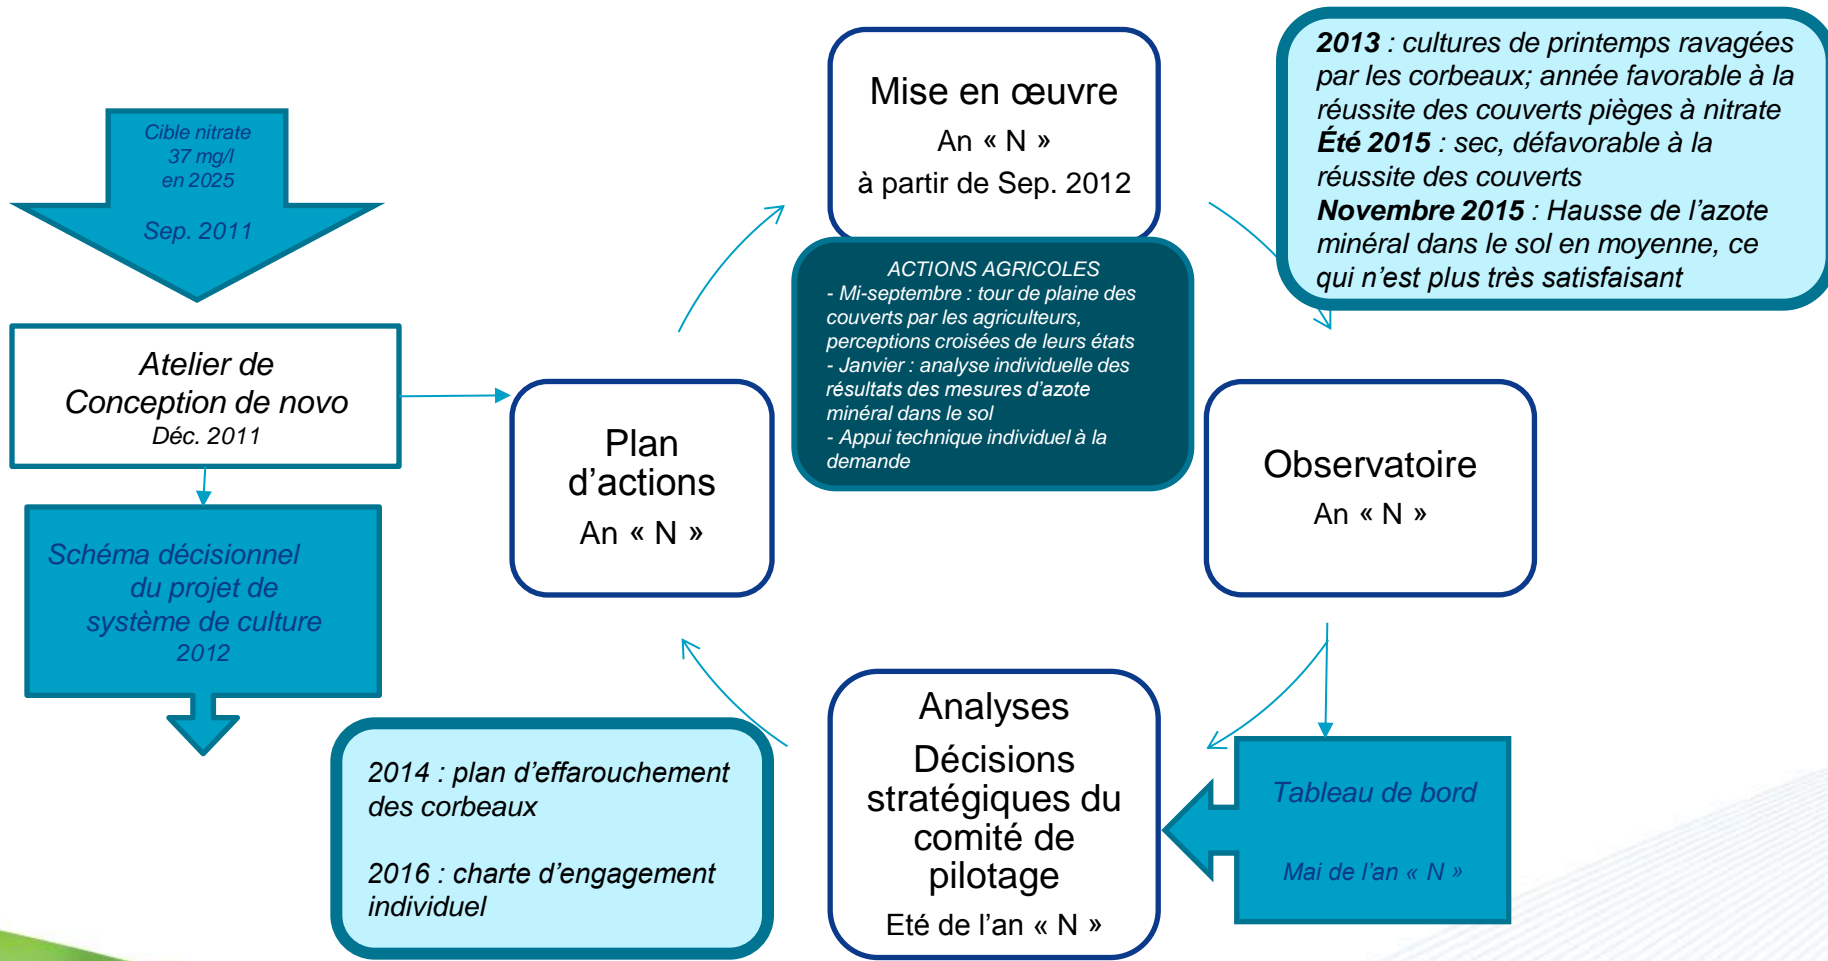 Cible nitrate
37 mg/l
en 2025
Sep. 2011
Atelier de
Conception de novo
Déc. 2011
Schéma décisionnel
du projet de
système de culture
2012
Plan
d’actions
An « N »
Mise en œuvre
An « N »
à partir de Sep. 2012
ACTIONS AGRICOLES
- Mi-septembre : tour de plaine des
couverts par les agriculteurs,
perceptions croisées de leurs états
- Janvier : analyse individuelle des
résultats des mesures d’azote
minéral dans le sol
- Appui technique individuel à la
demande
2013 : cultures de printemps ravagées
par les corbeaux; année favorable à la
réussite des couverts pièges à nitrate
Été 2015 : sec, défavorable à la
réussite des couverts
Novembre 2015 : Hausse de l’azote
minéral dans le sol en moyenne, ce
qui n’est plus très satisfaisant
Observatoire
An « N »
Tableau de bord
Mai de l’an « N »
Analyses
Décisions
stratégiques du
comité de
pilotage
Eté de l’an « N »
2014 : plan d’effarouchement
des corbeaux
2016 : charte d’engagement
individuel